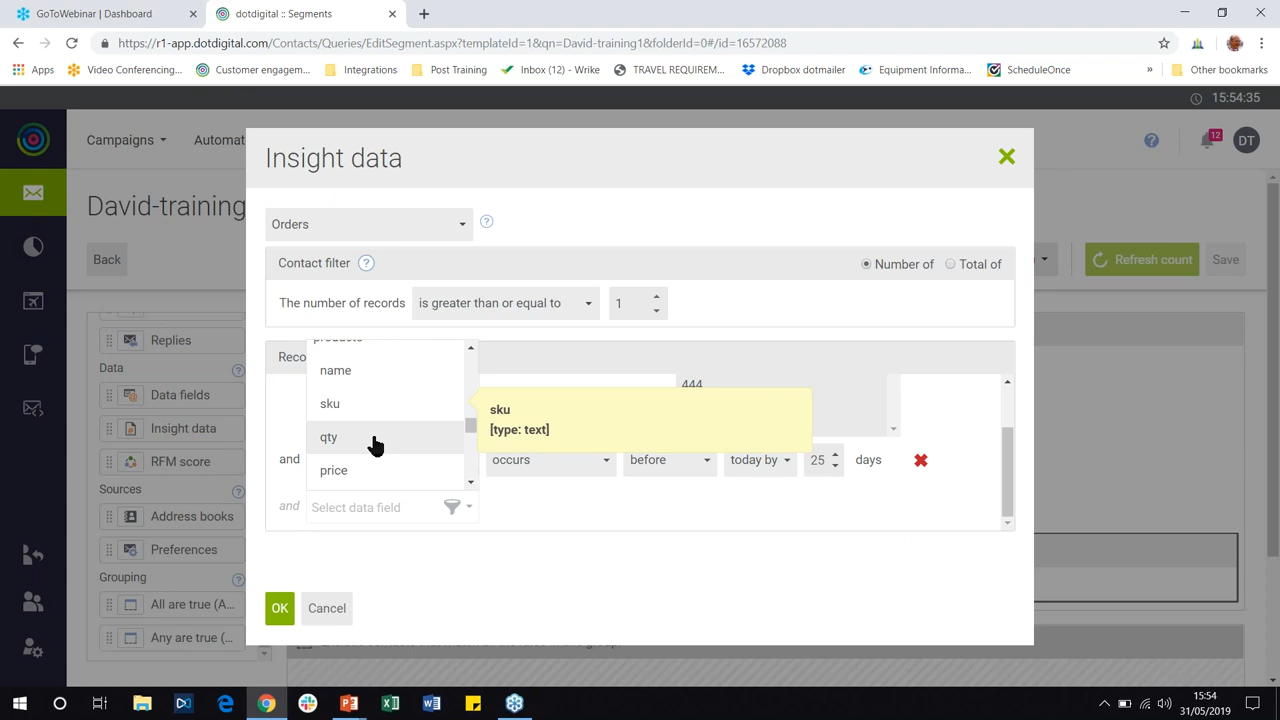 GoToWebinar | Dashboard
dotdigital :: Segments
https://r1-app.dotdigital.com/Contacts/Queries/EditSegment.aspx?templateId=1&qn=David-training1&folderId=0#/id=16572088
Apps
Video Conferencing...
Customer engagem...
Integrations
Post Training
Inbox (12) - Wrike
TRAVEL REQUIREM...
Dropbox dotmailer
Equipment Informa...
ScheduleOnce
»
Other bookmarks
15:54:35
Campaigns
Automat
12
DT
David-training
Back
Refresh count
Save
Insight data
Orders
Contact filter
Number of
Total of
The number of records
is greater than or equal to
1
Reco
products
444
name
sku
sku
[type: text]
qty
price
and
occurs
before
today by
25
days
and
Select data field
OK
Cancel
Replies
Data
Data fields
Insight data
RFM score
Sources
Address books
Preferences
Grouping
All are true (A...
Any are true (...
15:54
31/05/2019